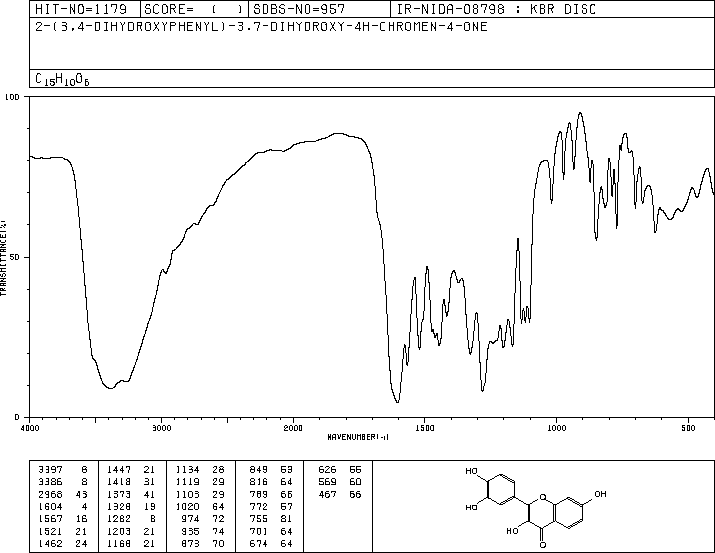 HIT-NO=1179 SCORE= ( ) SDBS-NO=957 IR-NIDA-08798 : KBR DISC
2-(3,4-DIHYDROXYPHENYL)-3,7-DIHYDROXY-4H-CHROMEN-4-ONE
C15H10O6
100
50
0
TRANSMITTANCE(%)
4000 3000 2000 1500 1000 500
WAVENUMBER(-1)
3397 8 1447 21 1134 28 849 53 626 55
3386 8 1418 31 1119 29 816 64 569 60
2968 43 1373 41 1103 29 789 66 467 66
1604 4 1328 19 1020 64 772 57
1567 16 1282 8 974 72 755 81
1521 21 1203 21 935 74 701 64
1462 24 1168 21 873 70 674 64
HO
HO
OH
O
OH
O